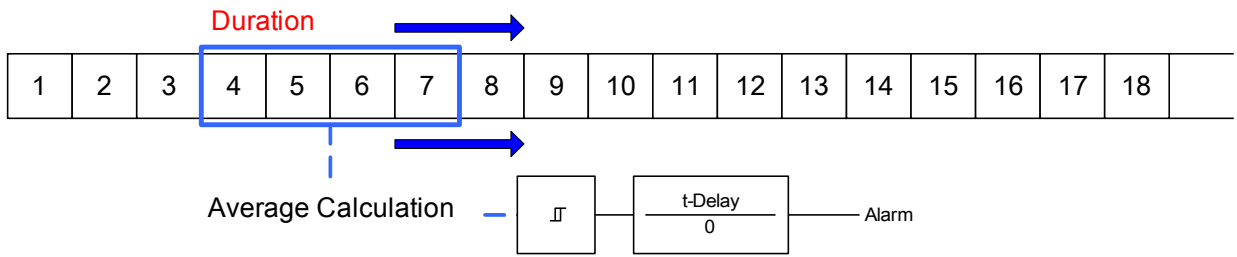 Duration
1 2 3 4 5 6 7 8 9 10 11 12 13 14 15 16 17 18
Average Calculation
t-Delay
0
Alarm